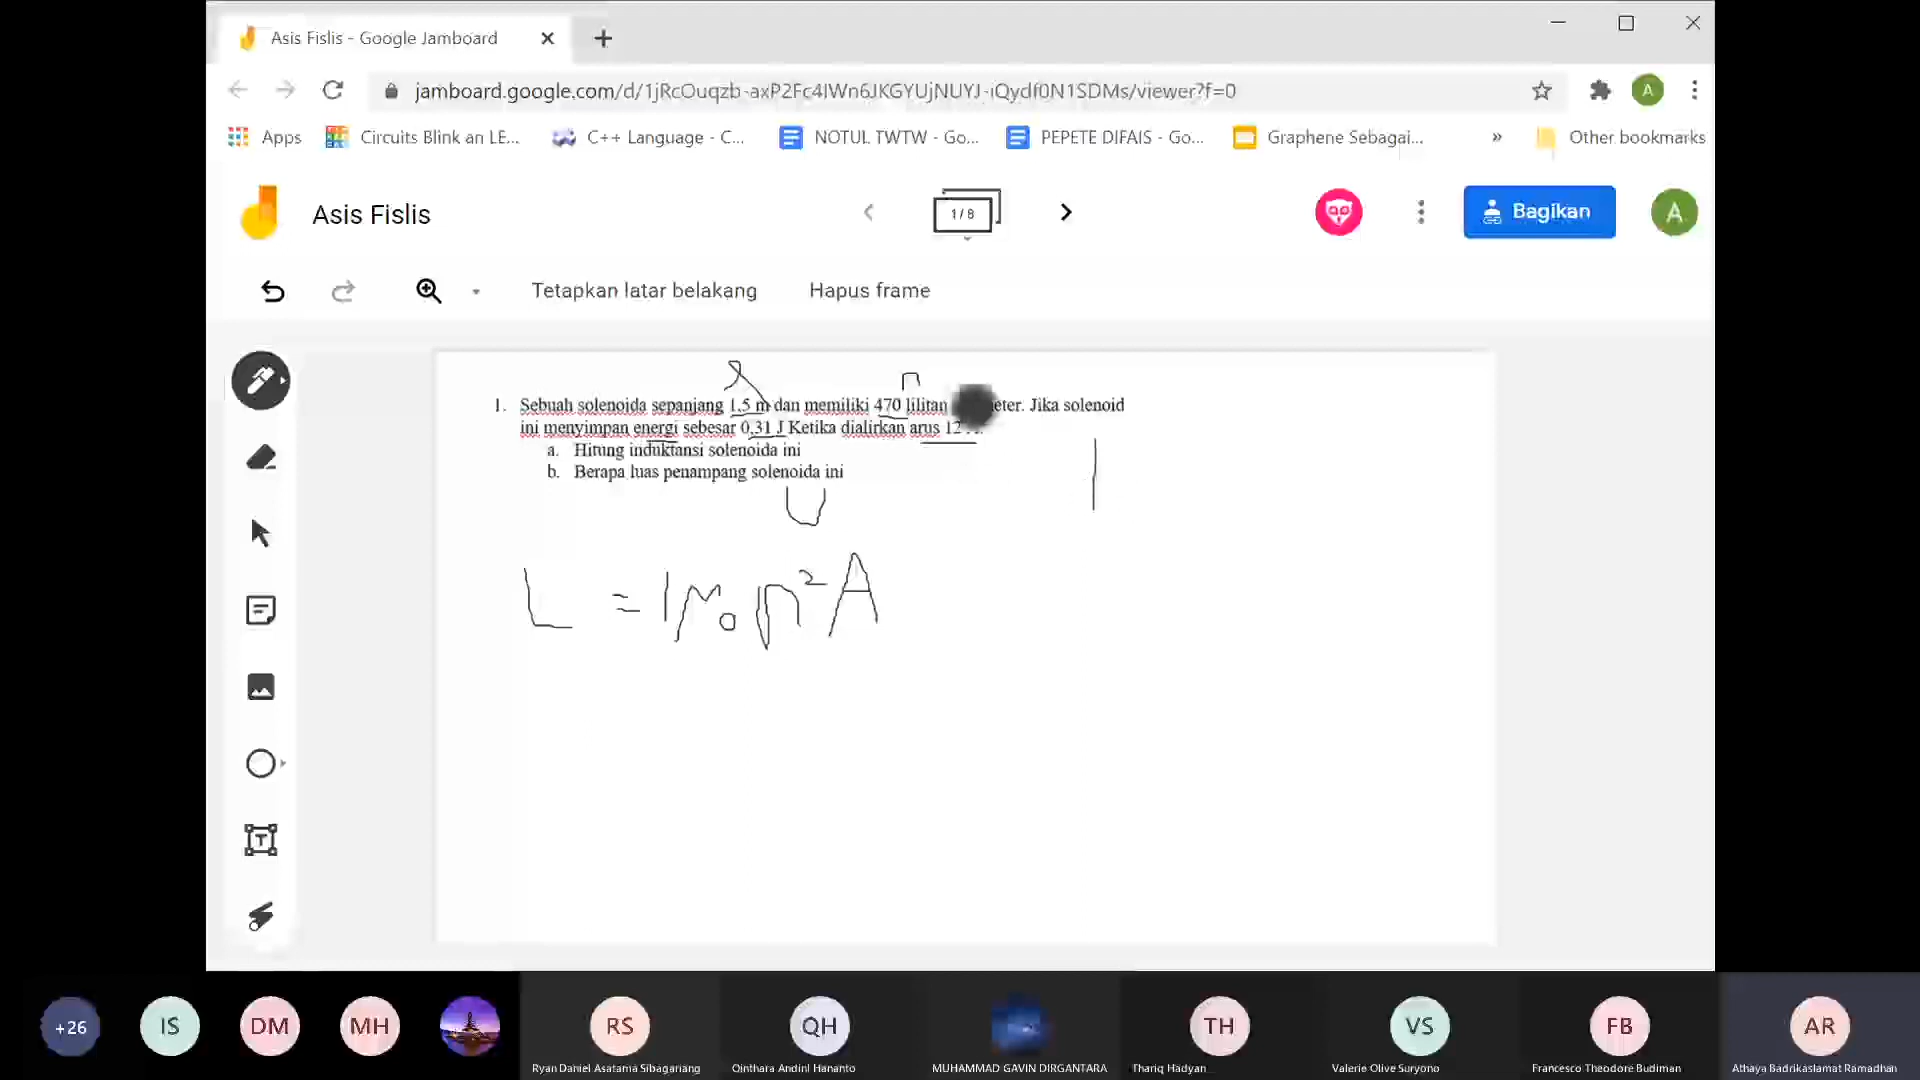 Asis Fislis - Google Jamboard
jamboard.google.com/d/1jRcOuqzb-axP2Fc4IWn6JKGYUjNUYJ-iQydf0N1SDMs/viewer?f=0
A
Apps
Circuits Blink an LE...
C++ Language - C...
NOTUL TWTW - Go...
PEPETE DIFAIS - Go...
Graphene Sebagai...
»
Other bookmarks
Asis Fislis
1 / 8
Bagikan
A
Tetapkan latar belakang
Hapus frame
n
1. Sebuah solenoida sepanjang 1,5 m dan memiliki 470 lilitan eter. Jika solenoid
ini menyimpan energi sebesar 0,31 J Ketika dialirkan arus 12
a. Hitung induktansi solenoida ini
b. Berapa luas penampang solenoida ini
U
L = lμ₀n²A
T
+26
IS
DM
MH
RS
QH
TH
VS
FB
AR
Ryan Daniel Asatama Sibagariang
Qinthara Andini Hananto
MUHAMMAD GAVIN DIRGANTARA
Thariq Hadyan
Valerie Olive Suryono
Francesco Theodore Budiman
Athaya Badrikaslamat Ramadhan